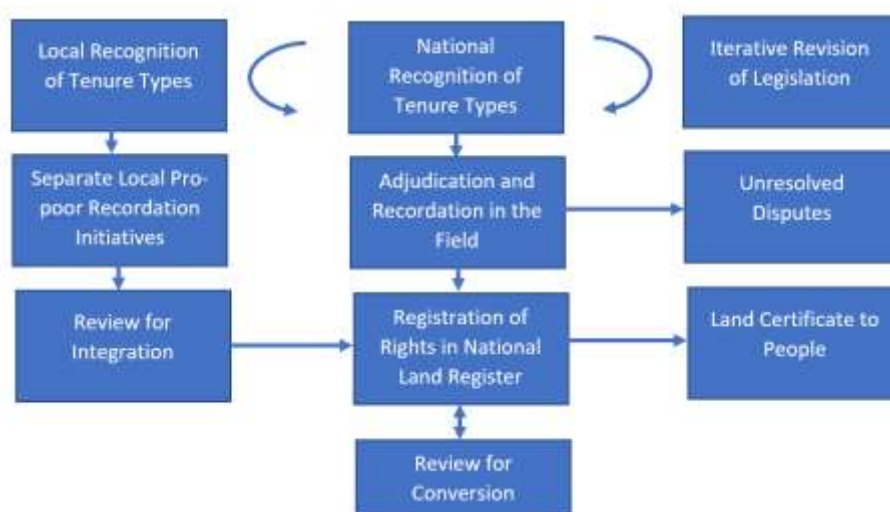 Local Recognition
of Tenure Types
National
Recognition of
Tenure Types
Iterative Revision
of Legislation
Separate Local Pro-
poor Recordation
Initiatives
Adjudication and
Recordation in the
Field
Unresolved
Disputes
Review for
Integration
Registration of
Rights in National
Land Register
Land Certificate to
People
Review for
Conversion